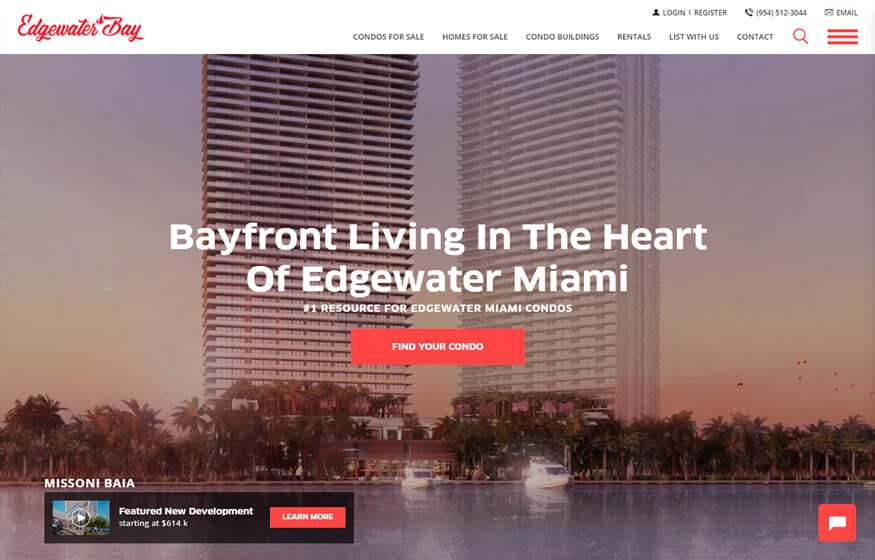 Edgewater Bay
LOGIN | REGISTER (954) 512-3044 EMAIL
CONDOS FOR SALE HOMES FOR SALE CONDO BUILDINGS RENTALS LIST WITH US CONTACT
Bayfront Living In The Heart
Of Edgewater Miami
#1 RESOURCE FOR EDGEWATER MIAMI CONDOS
FIND YOUR CONDO
MISSONI BAIA
Featured New Development
starting at $614 k
LEARN MORE